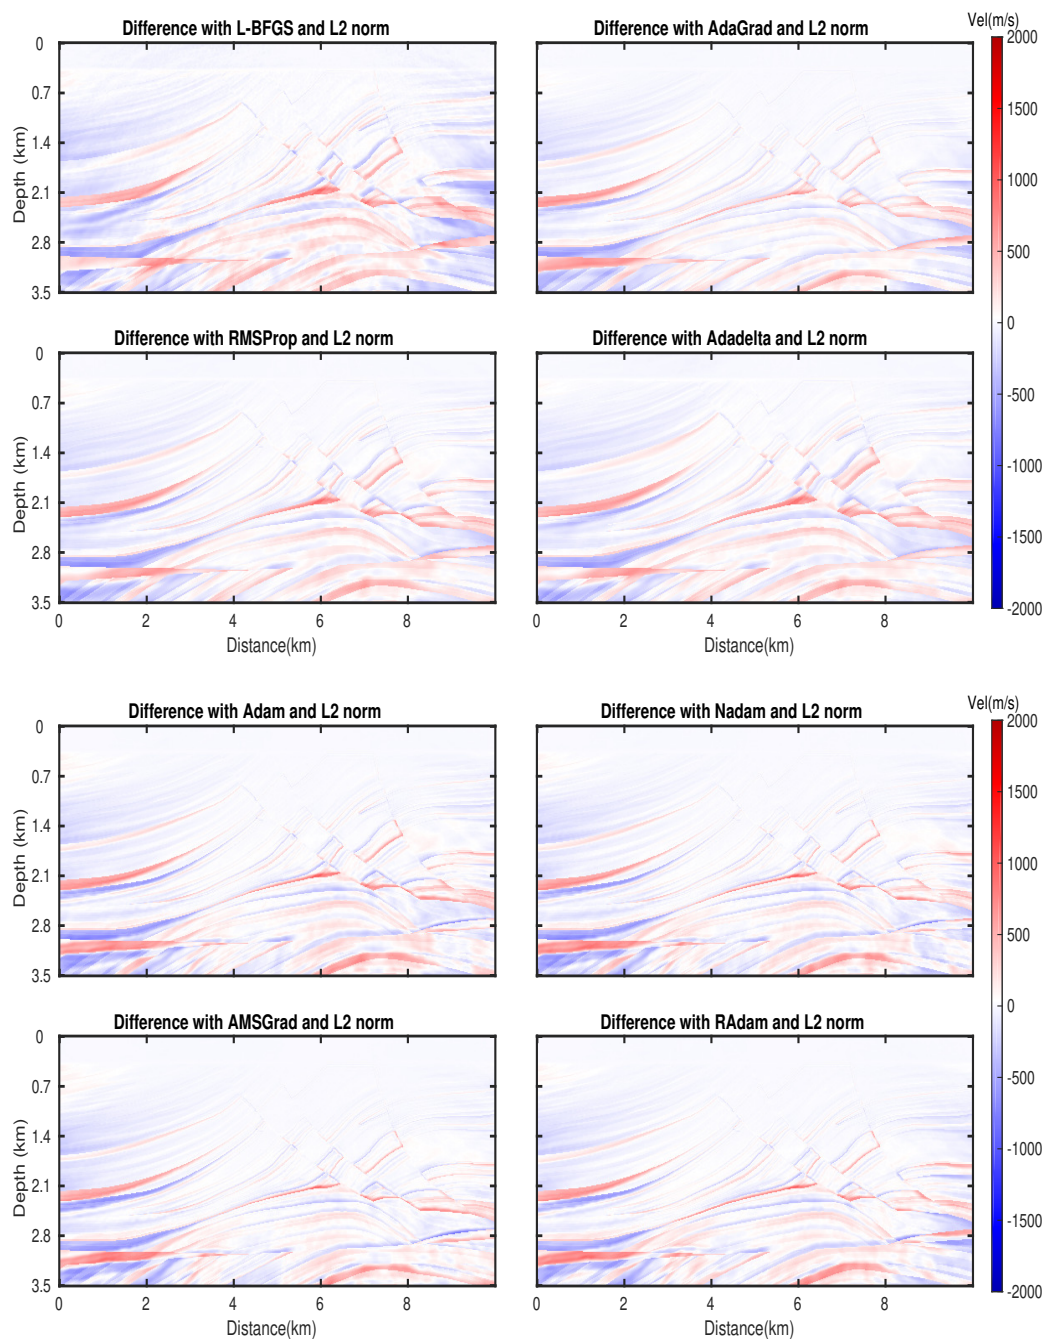 Difference with L-BFGS and L2 norm
Difference with AdaGrad and L2 norm
Vel(m/s)
0
0.7
1.4
2.1
2.8
3.5
Depth (km)
2000
1500
1000
500
0
-500
-1000
-1500
-2000
Difference with RMSProp and L2 norm
Difference with Adadelta and L2 norm
0
0.7
1.4
2.1
2.8
3.5
Depth (km)
0 2 4 6 8
0 2 4 6 8
Distance(km)
Distance(km)
Difference with Adam and L2 norm
Difference with Nadam and L2 norm
Vel(m/s)
0
0.7
1.4
2.1
2.8
3.5
Depth (km)
2000
1500
1000
500
0
-500
-1000
-1500
-2000
Difference with AMSGrad and L2 norm
Difference with RAdam and L2 norm
0
0.7
1.4
2.1
2.8
3.5
Depth (km)
0 2 4 6 8
0 2 4 6 8
Distance(km)
Distance(km)